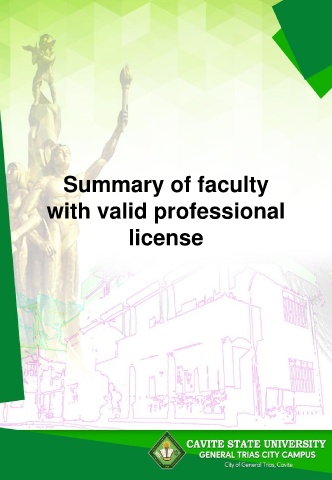 Summary of faculty
with valid professional
license
CAVITE STATE UNIVERSITY
GENERAL TRIAS CITY CAMPUS
City of General Trias, Cavite